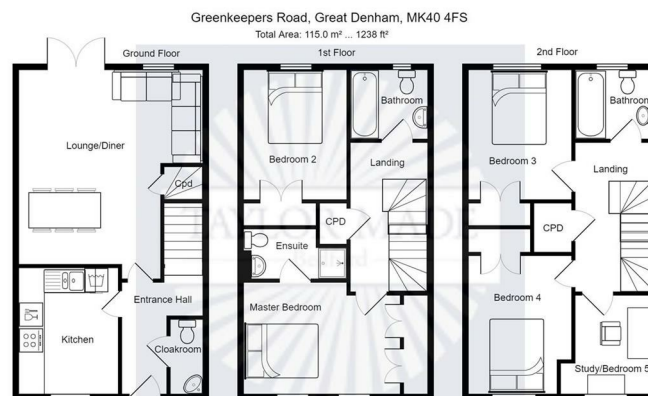 Greenkeepers Road, Great Denham, MK40 4FS
Total Area: 115.0 m² ... 1238 ft²
Ground Floor
1st Floor
2nd Floor
Lounge/Diner
Cpd
Entrance Hall
Kitchen
Cloakroom
Bathroom
Bedroom 2
Landing
CPD
Ensuite
Master Bedroom
Bathroom
Bedroom 3
Landing
CPD
Bedroom 4
Study/Bedroom 5
TAYLOR MADE